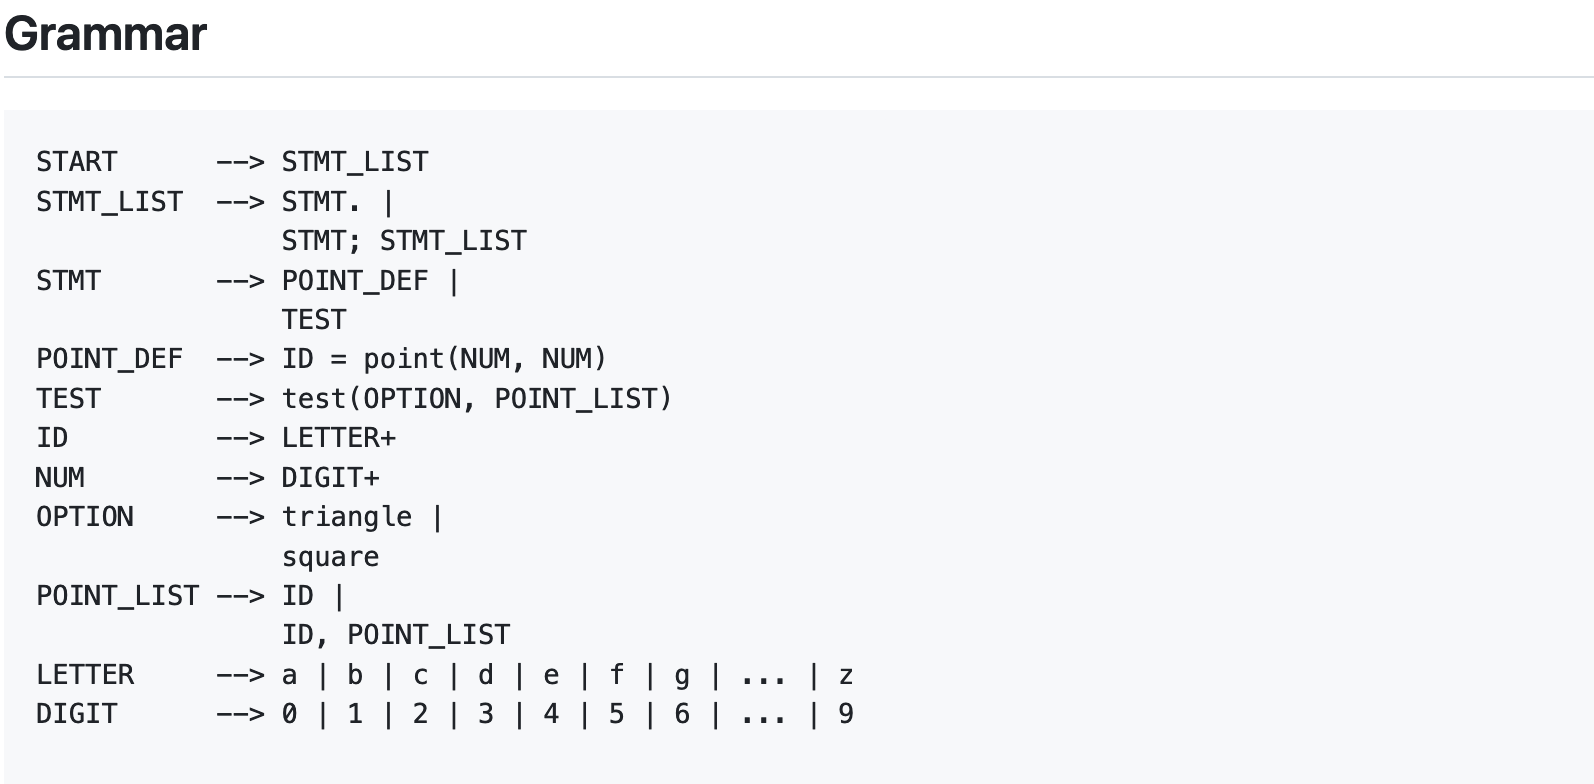 Grammar
START      --> STMT_LIST
STMT_LIST  --> STMT. |
               STMT; STMT_LIST
STMT       --> POINT_DEF |
               TEST
POINT_DEF  --> ID = point(NUM, NUM)
TEST       --> test(OPTION, POINT_LIST)
ID         --> LETTER+
NUM        --> DIGIT+
OPTION     --> triangle |
               square
POINT_LIST --> ID |
               ID, POINT_LIST
LETTER     --> a | b | c | d | e | f | g | ... | z
DIGIT      --> 0 | 1 | 2 | 3 | 4 | 5 | 6 | ... | 9